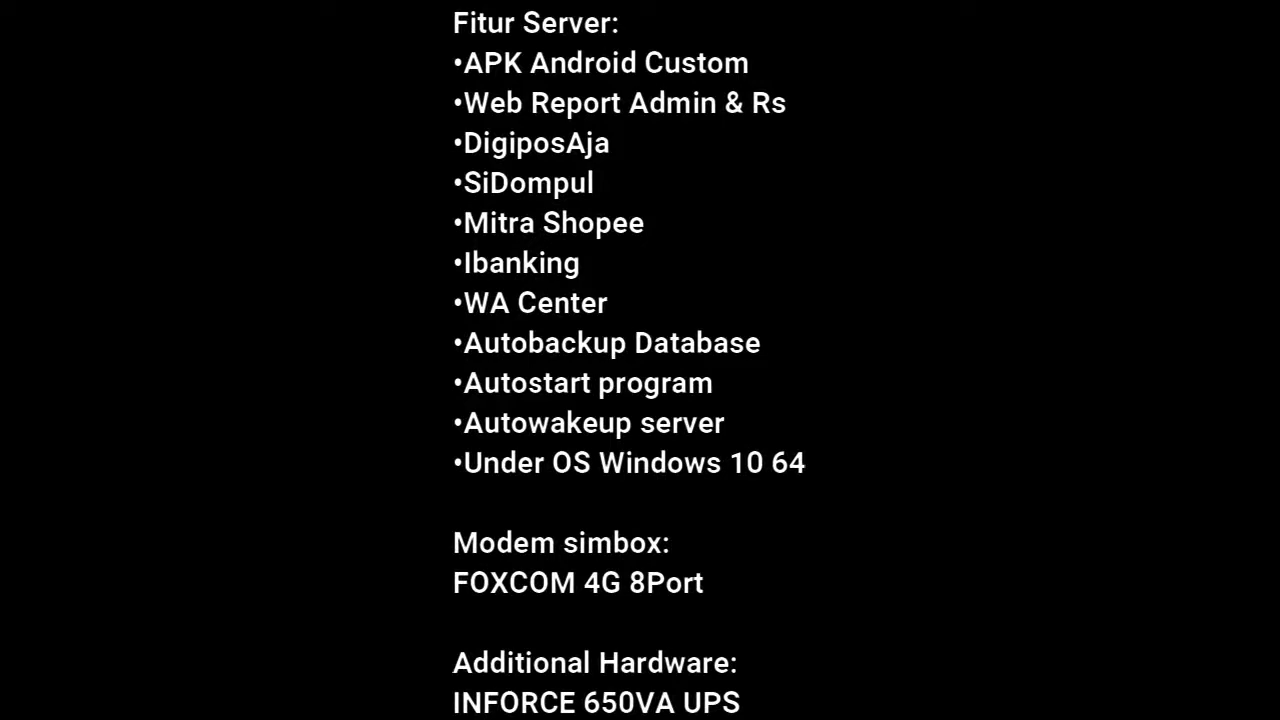 Fitur Server:
•APK Android Custom
•Web Report Admin & Rs
•DigiposAja
•SiDompul
•Mitra Shopee
•Ibanking
•WA Center
•Autobackup Database
•Autostart program
•Autowakeup server
•Under OS Windows 10 64
Modem simbox:
FOXCOM 4G 8Port
Additional Hardware:
INFORCE 650VA UPS